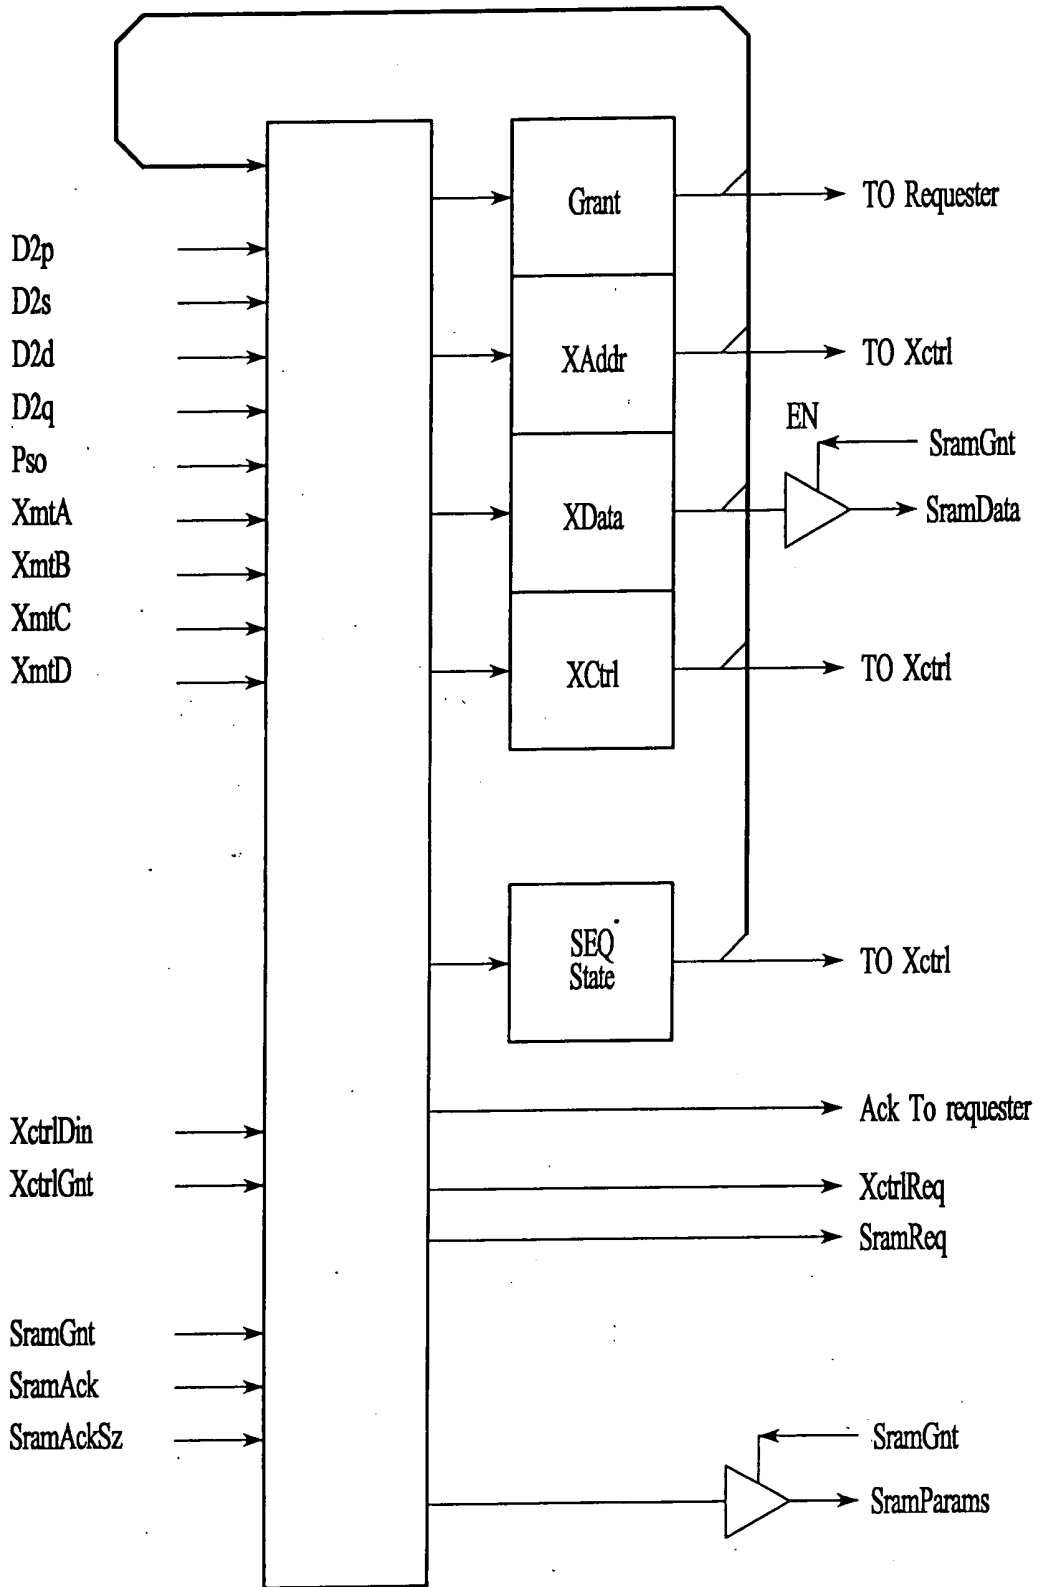 Grant
TO Requester
D2p
D2s
D2d
XAddr
TO Xctrl
D2q
EN
SramGnt
Pso
XmtA
XData
SramData
XmtB
XmtC
XmtD
XCtrl
TO Xctrl
SEQ
State
TO Xctrl
XctrlDin
Ack To requester
XctrlGnt
XctrlReq
SramReq
SramGnt
SramAck
SramAckSz
SramGnt
SramParams